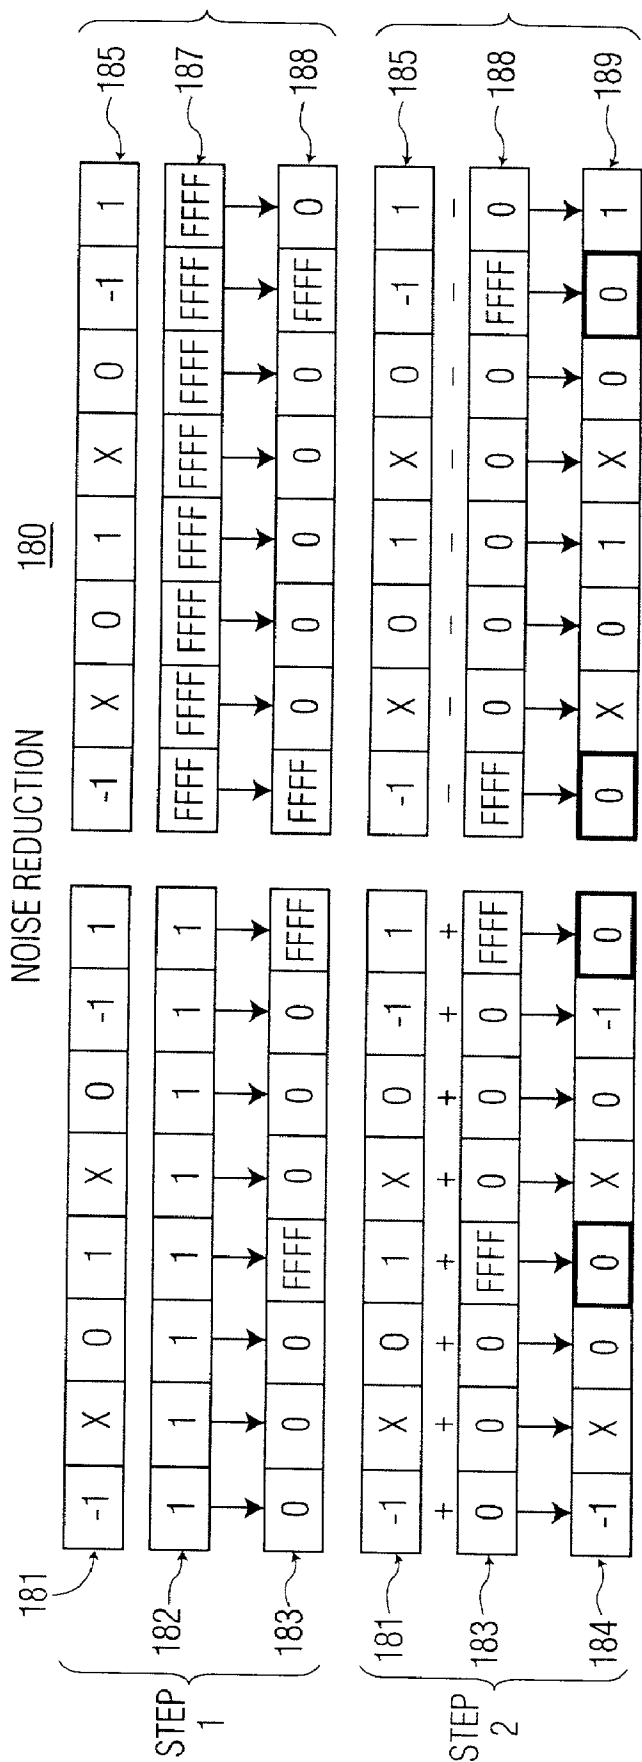 NOISE REDUCTION
180
STEP 1
181 -1 X 0 1 X 0 -1 1
182 1 1 1 1 1 1 1 1
183 0 0 0 FFFF 0 0 0 FFFF
-1 X 0 1 X 0 -1 1 185
FFFF FFFF FFFF FFFF FFFF FFFF FFFF FFFF 187
FFFF 0 0 0 0 0 FFFF 0 188
STEP 2
181 -1 X 0 1 X 0 -1 1
+ + + + + + + +
183 0 0 0 FFFF 0 0 0 FFFF
184 -1 X 0 0 X 0 -1 0
-1 X 0 1 X 0 -1 1 185
− − − − − − − −
FFFF 0 0 0 0 0 FFFF 0 188
0 X 0 1 X 0 0 1 189